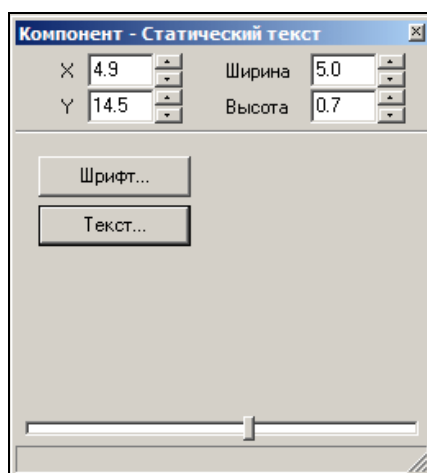 Компонент - Статический текст
X 4.9 Ширина 5.0
Y 14.5 Высота 0.7
Шрифт...
Текст...